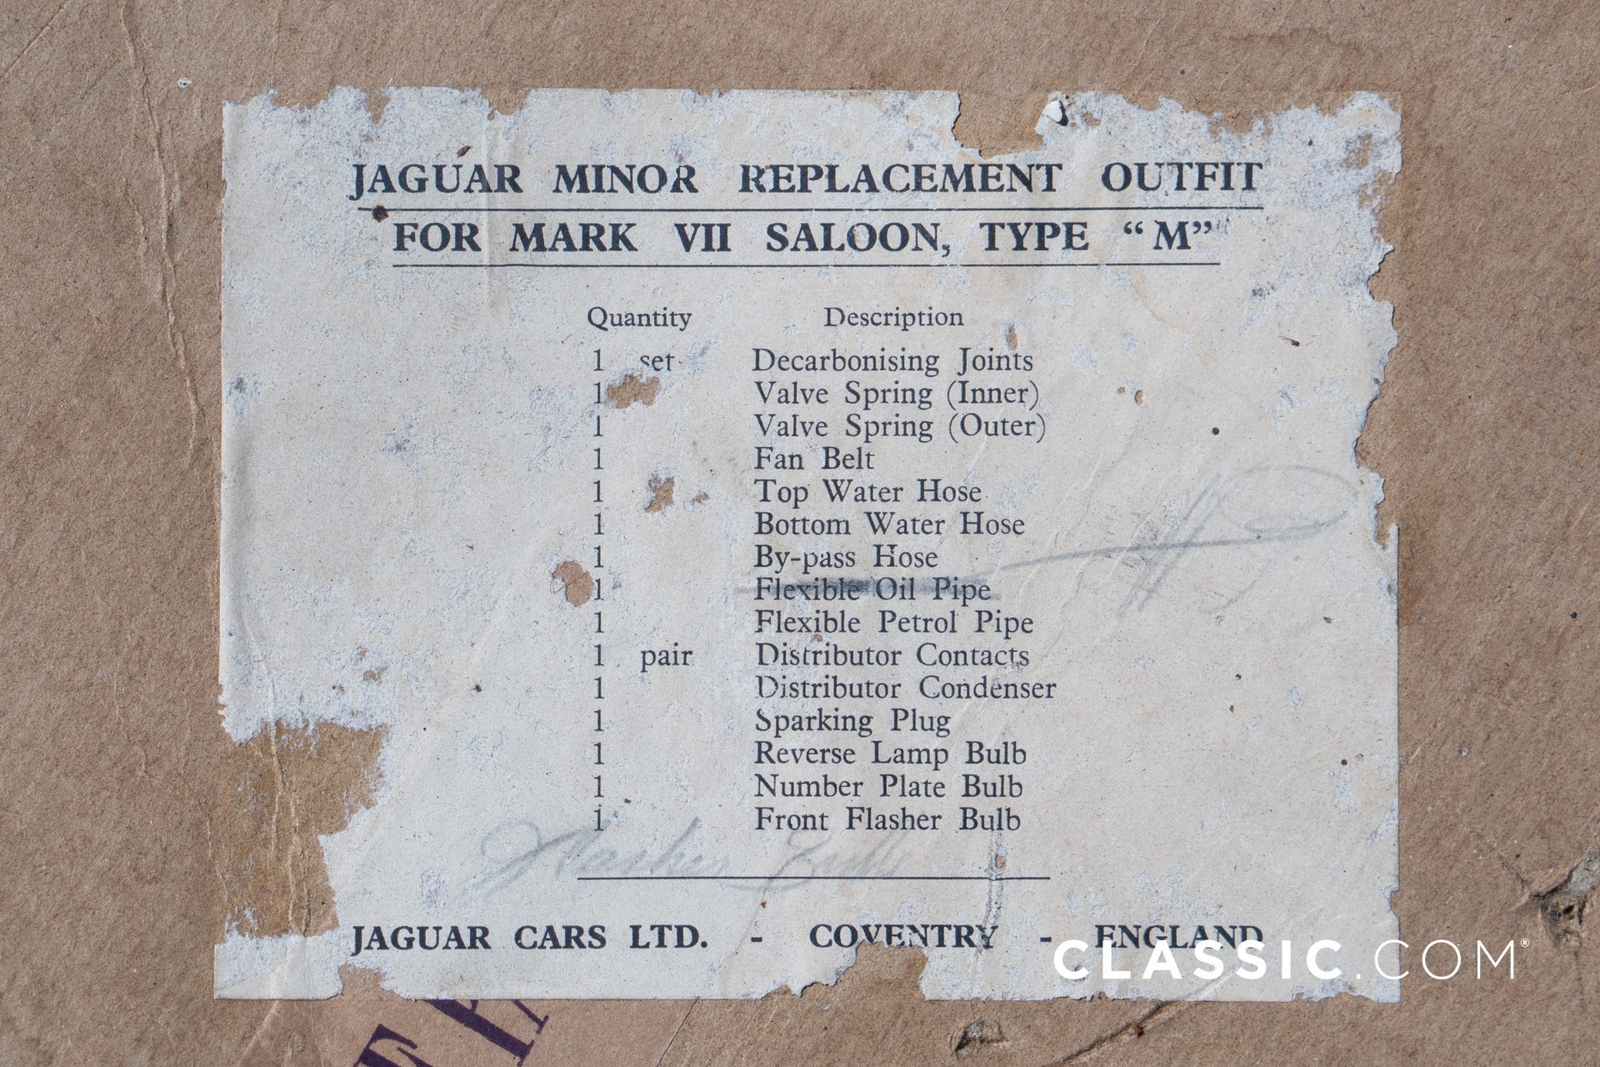 JAGUAR MINOR REPLACEMENT OUTFIT
FOR MARK VII SALOON, TYPE “M”
Quantity Description
1 set Decarbonising Joints
1 Valve Spring (Inner)
1 Valve Spring (Outer)
1 Fan Belt
1 Top Water Hose
1 Bottom Water Hose
1 By-pass Hose
1 Flexible Oil Pipe
1 Flexible Petrol Pipe
1 pair Distributor Contacts
1 Distributor Condenser
1 Sparking Plug
1 Reverse Lamp Bulb
1 Number Plate Bulb
1 Front Flasher Bulb
JAGUAR CARS LTD. - COVENTRY - ENGLAND
CLASSIC.COM®